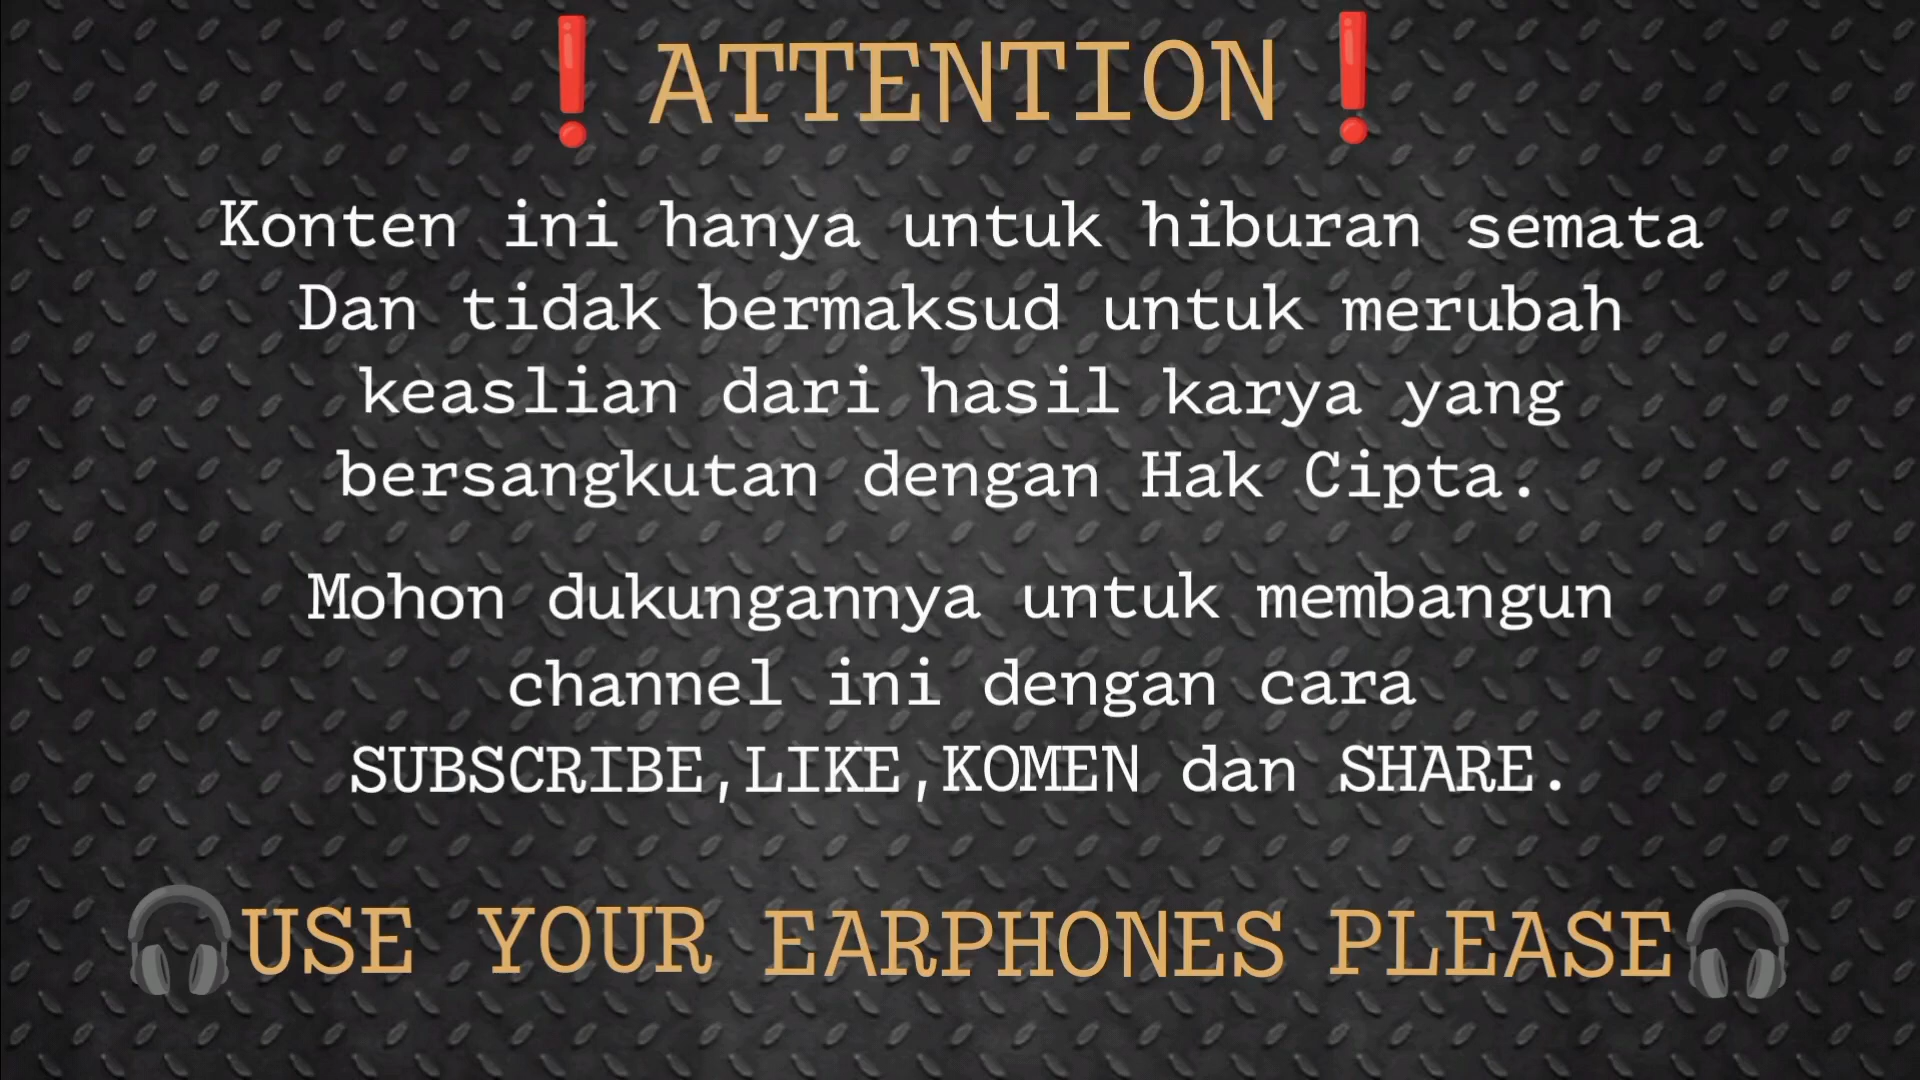 ❗ATTENTION❗
Konten ini hanya untuk hiburan semata
Dan tidak bermaksud untuk merubah
keaslian dari hasil karya yang
bersangkutan dengan Hak Cipta.
Mohon dukungannya untuk membangun
channel ini dengan cara
SUBSCRIBE,LIKE,KOMEN dan SHARE.
🎧USE YOUR EARPHONES PLEASE🎧